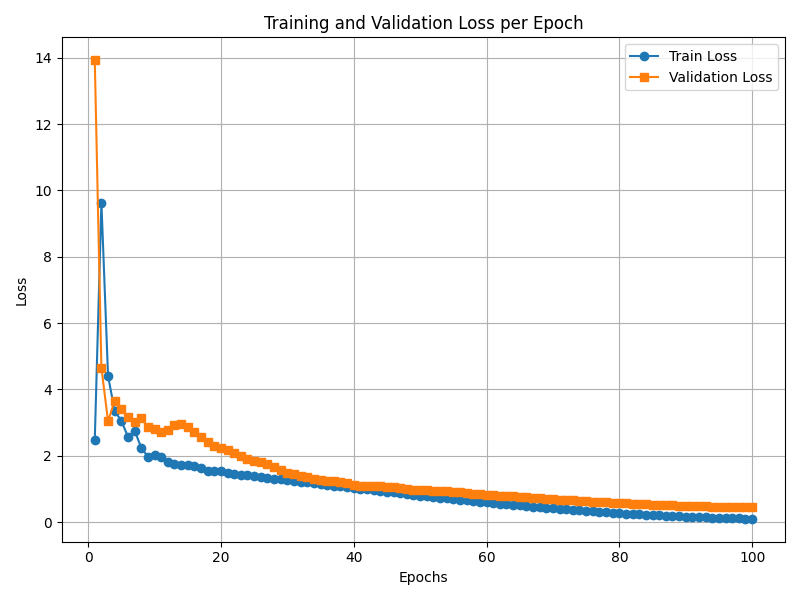 Training and Validation Loss per Epoch
Train Loss
Validation Loss
14
12
10
8
6
4
2
0
Loss
0 20 40 60 80 100
Epochs